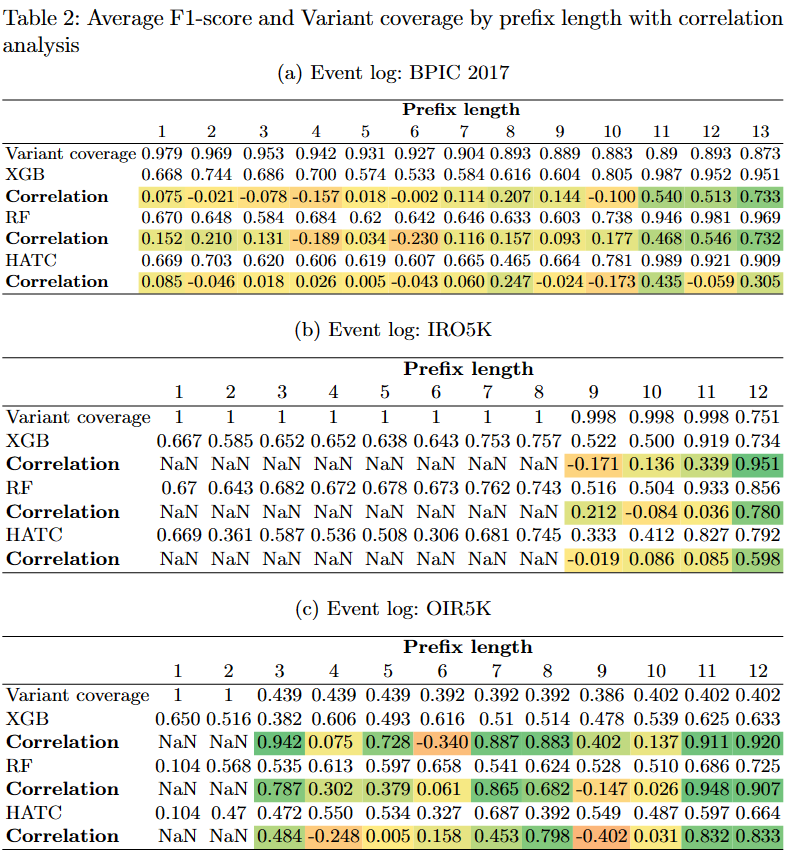 Table 2: Average F1-score and Variant coverage by prefix length with correlation
analysis
(a) Event log: BPIC 2017
Prefix length
1 2 3 4 5 6 7 8 9 10 11 12 13
Variant coverage 0.979 0.969 0.953 0.942 0.931 0.927 0.904 0.893 0.889 0.883 0.89 0.893 0.873
XGB 0.668 0.744 0.686 0.700 0.574 0.533 0.584 0.616 0.604 0.805 0.987 0.952 0.951
Correlation 0.075 -0.021 -0.078 -0.157 0.018 -0.002 0.114 0.207 0.144 -0.100 0.540 0.513 0.733
RF 0.670 0.648 0.584 0.684 0.62 0.642 0.646 0.633 0.603 0.738 0.946 0.981 0.969
Correlation 0.152 0.210 0.131 -0.189 0.034 -0.230 0.116 0.157 0.093 0.177 0.468 0.546 0.732
HATC 0.669 0.703 0.620 0.606 0.619 0.607 0.665 0.465 0.664 0.781 0.989 0.921 0.909
Correlation 0.085 -0.046 0.018 0.026 0.005 -0.043 0.060 0.247 -0.024 -0.173 0.435 -0.059 0.305
(b) Event log: IRO5K
Prefix length
1 2 3 4 5 6 7 8 9 10 11 12
Variant coverage 1 1 1 1 1 1 1 1 0.998 0.998 0.998 0.751
XGB 0.667 0.585 0.652 0.652 0.638 0.643 0.753 0.757 0.522 0.500 0.919 0.734
Correlation NaN NaN NaN NaN NaN NaN NaN NaN -0.171 0.136 0.339 0.951
RF 0.67 0.643 0.682 0.672 0.678 0.673 0.762 0.743 0.516 0.504 0.933 0.856
Correlation NaN NaN NaN NaN NaN NaN NaN NaN 0.212 -0.084 0.036 0.780
HATC 0.669 0.361 0.587 0.536 0.508 0.306 0.681 0.745 0.333 0.412 0.827 0.792
Correlation NaN NaN NaN NaN NaN NaN NaN NaN -0.019 0.086 0.085 0.598
(c) Event log: OIR5K
Prefix length
1 2 3 4 5 6 7 8 9 10 11 12
Variant coverage 1 1 0.439 0.439 0.439 0.392 0.392 0.392 0.386 0.402 0.402 0.402
XGB 0.650 0.516 0.382 0.606 0.493 0.616 0.51 0.514 0.478 0.539 0.625 0.633
Correlation NaN NaN 0.942 0.075 0.728 -0.340 0.887 0.883 0.402 0.137 0.911 0.920
RF 0.104 0.568 0.535 0.613 0.597 0.658 0.541 0.624 0.528 0.510 0.686 0.725
Correlation NaN NaN 0.787 0.302 0.379 0.061 0.865 0.682 -0.147 0.026 0.948 0.907
HATC 0.104 0.47 0.472 0.550 0.534 0.327 0.687 0.392 0.549 0.487 0.597 0.664
Correlation NaN NaN 0.484 -0.248 0.005 0.158 0.453 0.798 -0.402 0.031 0.832 0.833